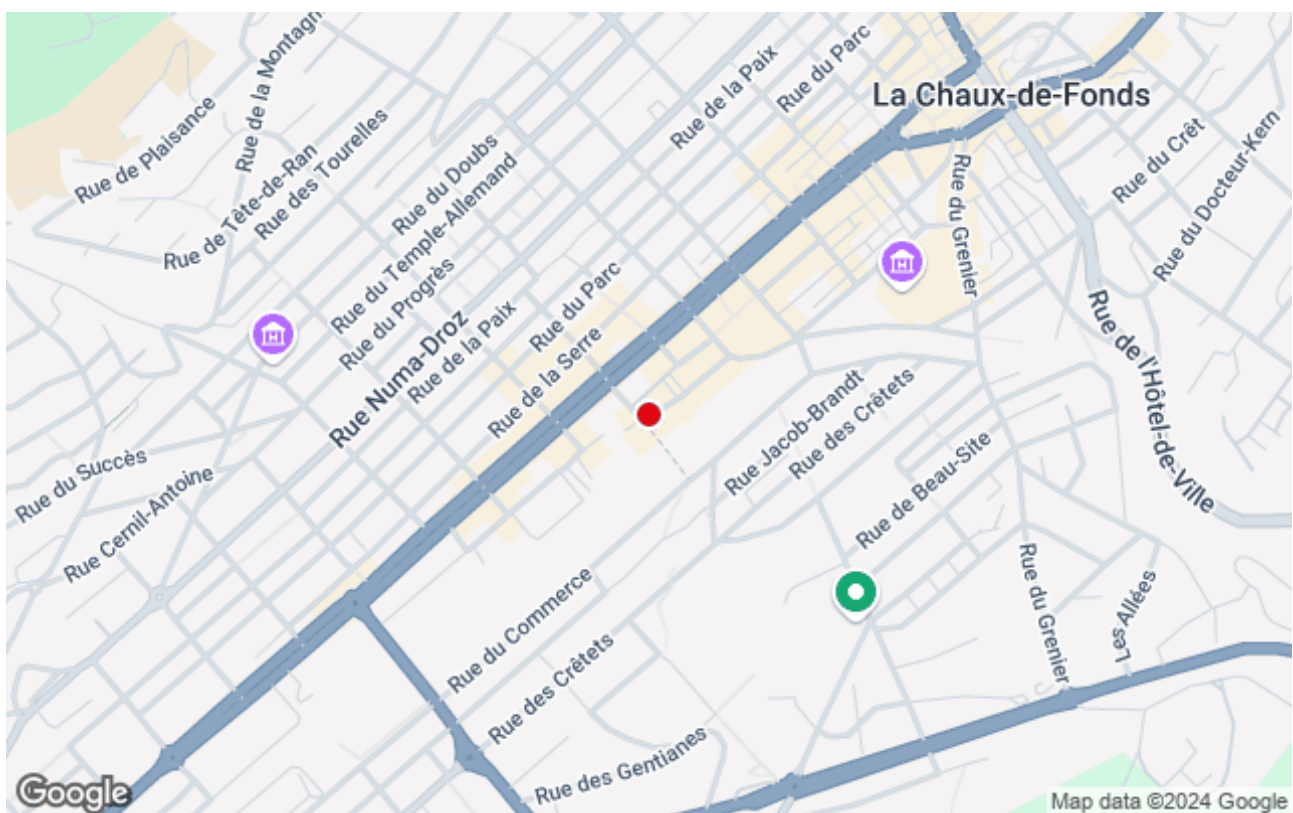 La Chaux-de-Fonds
Rue du Parc
Rue de la Paix
Rue de la Montagn
Rue de Plaisance
Rue des Tourelles
Rue de Tête-de-Ran
Rue du Doubs
Rue du Temple-Allemand
Rue du Progrès
Rue Numa-Droz
Rue de la Paix
Rue du Parc
Rue de la Serre
Rue du Grenier
Rue du Crêt
Rue du Docteur-Kern
Rue de l'Hôtel-de-Ville
Rue Jacob-Brandt
Rue des Crêtets
Rue de Beau-Site
Rue du Succès
Rue Cernil-Antoine
Rue du Commerce
Rue des Crêtets
Rue du Grenier
Les Allées
Rue des Gentianes
H
H
Google
Map data ©2024 Google